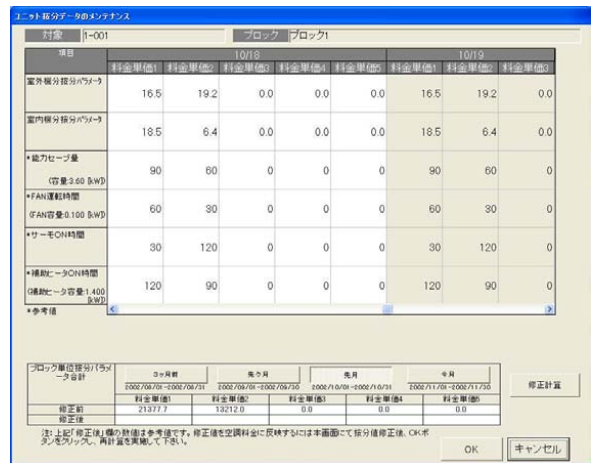 ユニット按分データのメンテナンス
対象 1-001 ブロック ブロック1
項目 10/18 10/19
料金単価1 料金単価2 料金単価3 料金単価4 料金単価5 料金単価1 料金単価2 料金単価3
室外機分按分パラメータ 16.5 19.2 0.0 0.0 0.0 16.5 19.2 0.0
室内機分按分パラメータ 18.5 6.4 0.0 0.0 0.0 18.5 6.4 0.0
*能力セーブ量 90 60 0 0 0 90 60 0
(容量:3.60 [kW])
*FAN運転時間 60 30 0 0 0 60 30 0
(FAN容量:0.100 [kW])
*サーモON時間 30 120 0 0 0 30 120 0
*補助ヒータON時間 120 90 0 0 0 120 90 0
(補助ヒータ容量:1.400
[kW])
*参考値
ブロック単位按分パラメ
ータ合計
3ヶ月前 先々月 先月 今月
2002/08/01-2002/08/31 2002/09/01-2002/09/30 2002/10/01-2002/10/31 2002/11/01-2002/11/30
修正計算
料金単価1 料金単価2 料金単価3 料金単価4 料金単価5
修正前 21377.7 13212.0 0.0 0.0 0.0
修正後
注:上記「修正後」欄の数値は参考値です。修正値を空調料金に反映するには本画面にて按分値修正後、OKボ
タンをクリックし、再計算を実施して下さい。
OK キャンセル